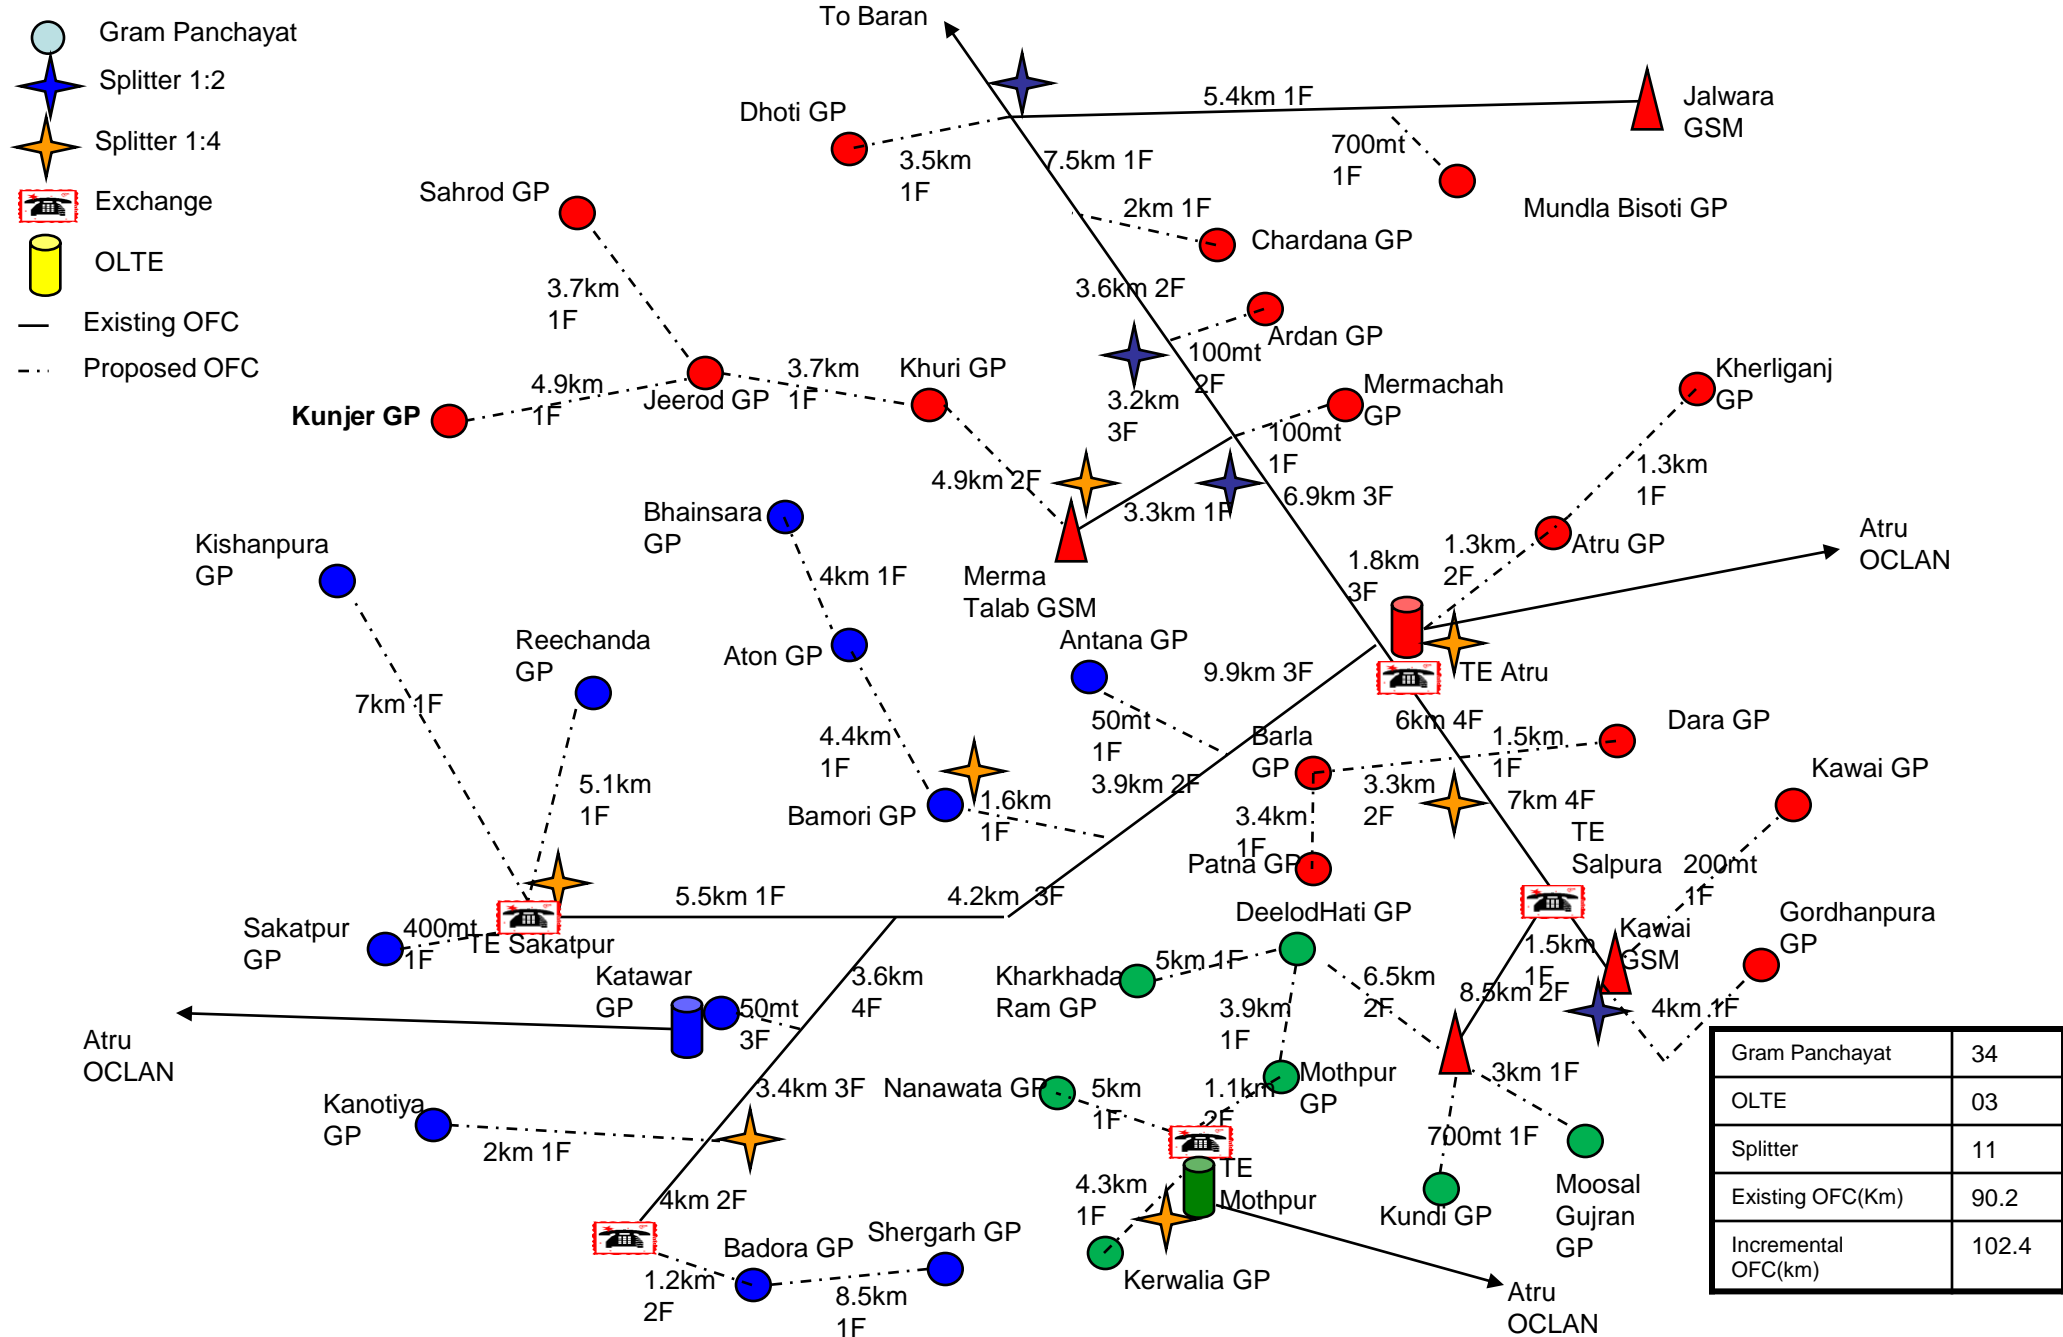 To Baran
Gram Panchayat
Splitter 1:2
Splitter 1:4
Exchange
OLTE
Existing OFC
Proposed OFC
Dhoti GP
3.5km
1F
5.4km 1F
Jalwara
GSM
700mt
1F
Mundla Bisoti GP
7.5km 1F
2km 1F
Chardana GP
Sahrod GP
3.7km
1F
3.6km 2F
Ardan GP
100mt
2F
Kunjer GP
4.9km
1F
Jeerod GP
3.7km
1F
Khuri GP
3.2km
3F
Mermachah
GP
100mt
1F
Kherliganj
GP
1.3km
1F
4.9km 2F
3.3km 1F
6.9km 3F
Merma
Talab GSM
1.8km
3F
1.3km
2F
Atru GP
Atru
OCLAN
Kishanpura
GP
7km 1F
Bhainsara
GP
4km 1F
Reechanda
GP
5.1km
1F
Aton GP
4.4km
1F
Antana GP
50mt
1F
9.9km 3F
TE Atru
6km 4F
Barla
GP
1.5km
1F
Dara GP
3.9km 2F
Bamori GP
1.6km
1F
3.3km
2F
7km 4F
TE
Salpura
Kawai GP
3.4km
1F
Patna GP
200mt
1F
5.5km 1F
4.2km 3F
DeelodHati GP
Gordhanpura
GP
Sakatpur
GP
400mt
1F
TE Sakatpur
Kawai
GSM
1.5km
1F
Katawar
GP
50mt
3F
3.6km
4F
Kharkhada
Ram GP
5km 1F
3.9km
1F
6.5km
2F
8.5km 2F
4km 1F
Atru
OCLAN
Kanotiya
GP
2km 1F
3.4km 3F
Nanawata GP
5km
1F
1.1km
2F
Mothpur
GP
3km 1F
700mt 1F
TE
Mothpur
4km 2F
4.3km
1F
Kerwalia GP
Kundi GP
Moosal
Gujran
GP
Badora GP
1.2km
2F
Shergarh GP
8.5km
1F
Atru
OCLAN
Gram Panchayat 34
OLTE 03
Splitter 11
Existing OFC(Km) 90.2
Incremental
OFC(km) 102.4